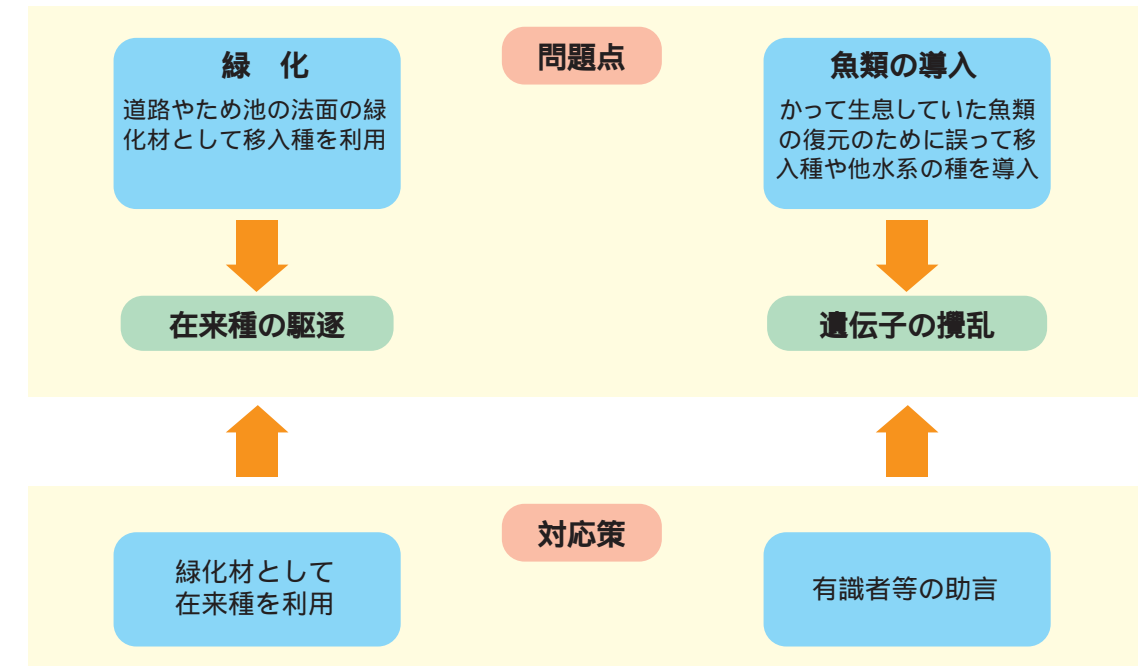 問題点
緑 化
道路やため池の法面の緑
化材として移入種を利用
魚類の導入
かって生息していた魚類
の復元のために誤って移
入種や他水系の種を導入
在来種の駆逐
遺伝子の攪乱
対応策
緑化材として
在来種を利用
有識者等の助言